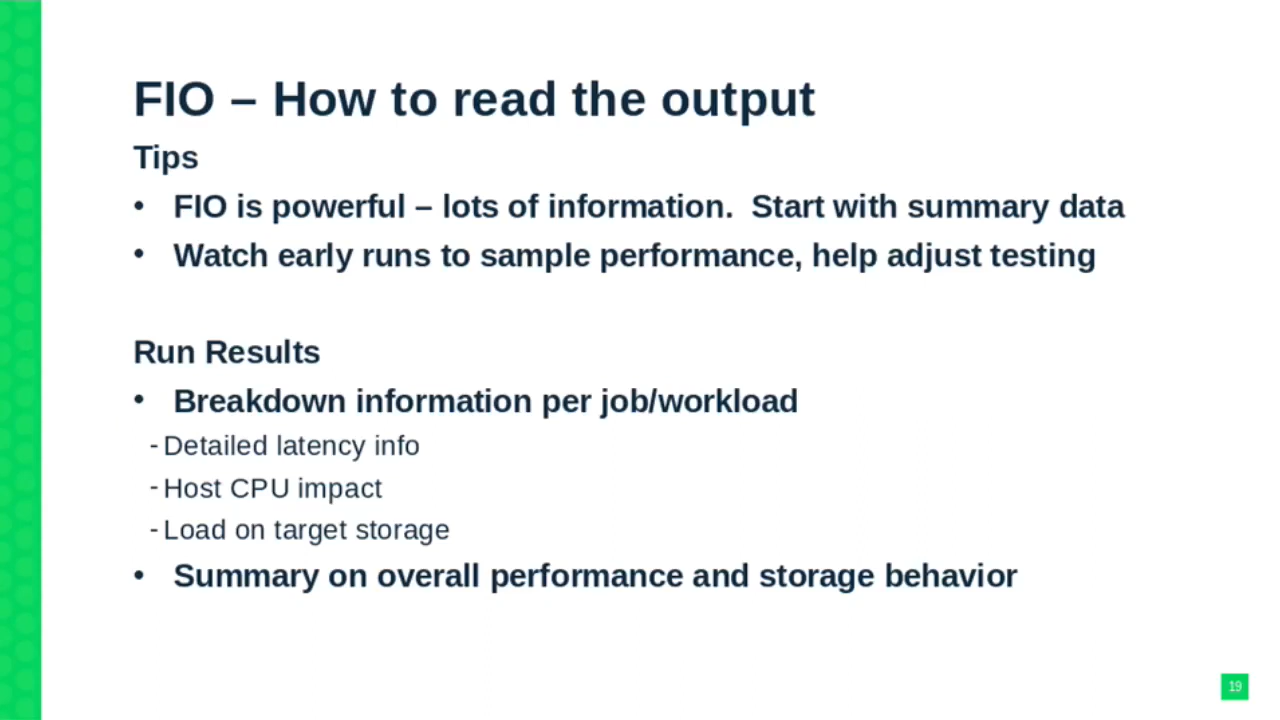 FIO – How to read the output
Tips
• FIO is powerful – lots of information.  Start with summary data
• Watch early runs to sample performance, help adjust testing
Run Results
• Breakdown information per job/workload
- Detailed latency info
- Host CPU impact
- Load on target storage
• Summary on overall performance and storage behavior
19